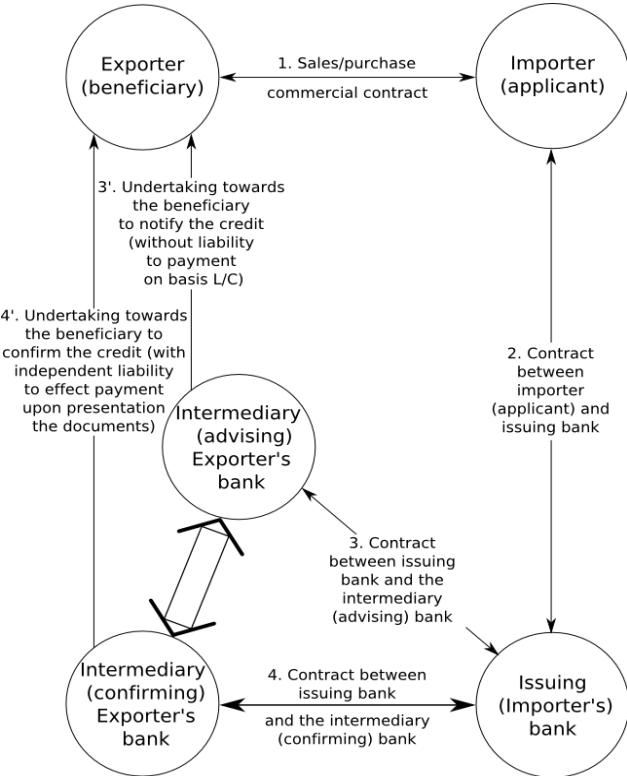 Exporter
(beneficiary)
1. Sales/purchase
commercial contract
Importer
(applicant)
3'. Undertaking towards
the beneficiary
to notify the credit
(without liability
to payment
on basis L/C)
4'. Undertaking towards
the beneficiary to
confirm the credit (with
independent liability
to effect payment
upon presentation
the documents)
2. Contract
between
importer
(applicant) and
issuing bank
Intermediary
(advising)
Exporter's
bank
3. Contract
between issuing
bank and the
intermediary
(advising) bank
Intermediary
(confirming)
Exporter's
bank
4. Contract between
issuing bank
and the intermediary
(confirming) bank
Issuing
(Importer's)
bank